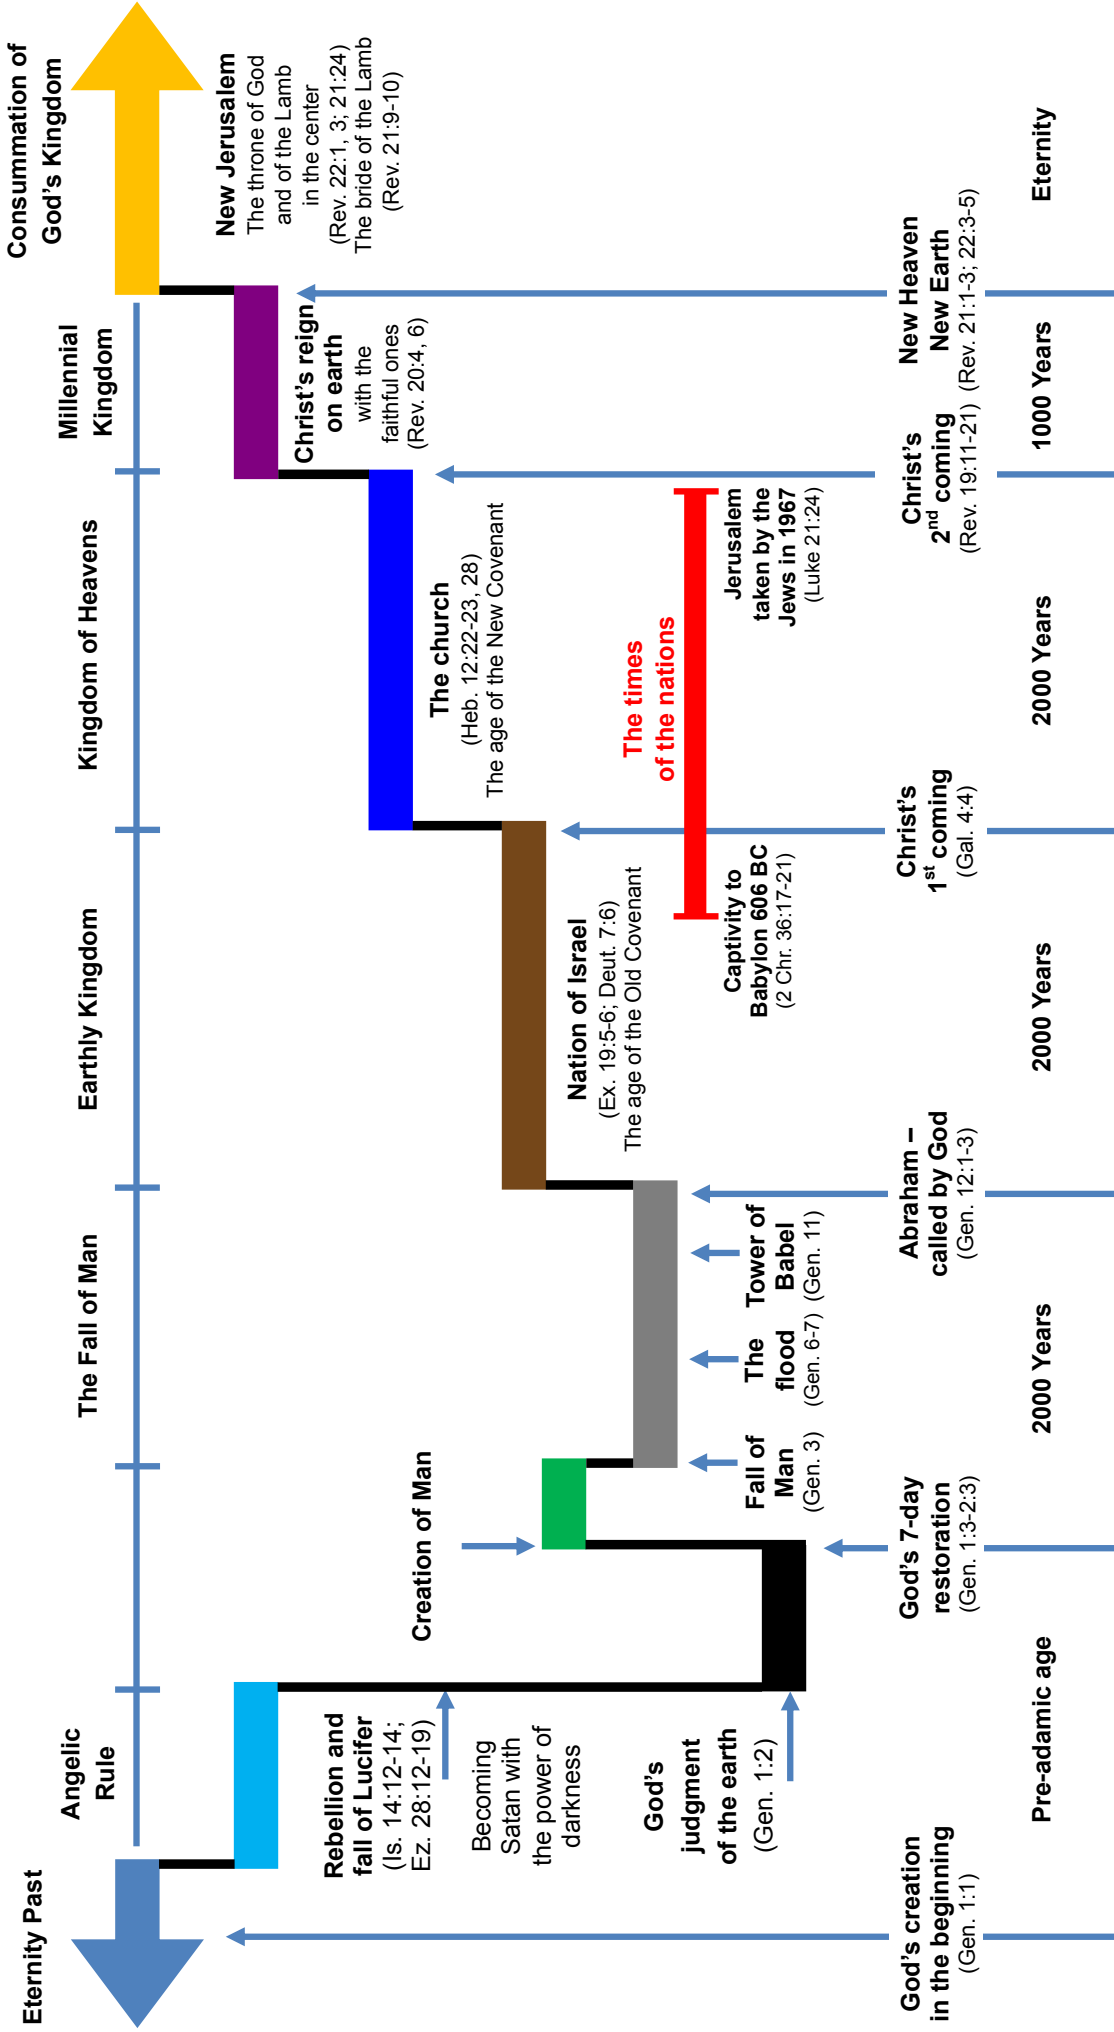 Eternity Past
Angelic
Rule
The Fall of Man
Earthly Kingdom
Kingdom of Heavens
Millennial
Kingdom
Consummation of
God's Kingdom
Rebellion and
fall of Lucifer
(Is. 14:12-14;
Ez. 28:12-19)
Becoming
Satan with
the power of
darkness
God's
judgment
of the earth
(Gen. 1:2)
Creation of Man
Fall of
Man
(Gen. 3)
The
flood
(Gen. 6-7)
Tower of
Babel
(Gen. 11)
Nation of Israel
(Ex. 19:5-6; Deut. 7:6)
The age of the Old Covenant
The church
(Heb. 12:22-23, 28)
The age of the New Covenant
Christ's reign
on earth
with the
faithful ones
(Rev. 20:4, 6)
New Jerusalem
The throne of God
and of the Lamb
in the center
(Rev. 22:1, 3; 21:24)
The bride of the Lamb
(Rev. 21:9-10)
The times
of the nations
Captivity to
Babylon 606 BC
(2 Chr. 36:17-21)
Jerusalem
taken by the
Jews in 1967
(Luke 21:24)
God's creation
in the beginning
(Gen. 1:1)
God's 7-day
restoration
(Gen. 1:3-2:3)
Abraham –
called by God
(Gen. 12:1-3)
Christ's
1st coming
(Gal. 4:4)
Christ's
2nd coming
(Rev. 19:11-21)
New Heaven
New Earth
(Rev. 21:1-3; 22:3-5)
Pre-adamic age
2000 Years
2000 Years
2000 Years
1000 Years
Eternity